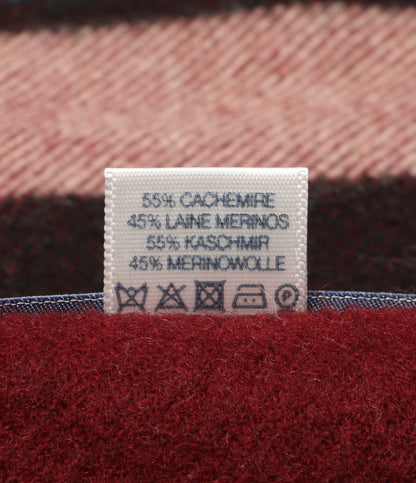 55% CACHEMIRE
45% LAINE MERINOS
55% KASCHMIR
45% MERINOWOLLE
P